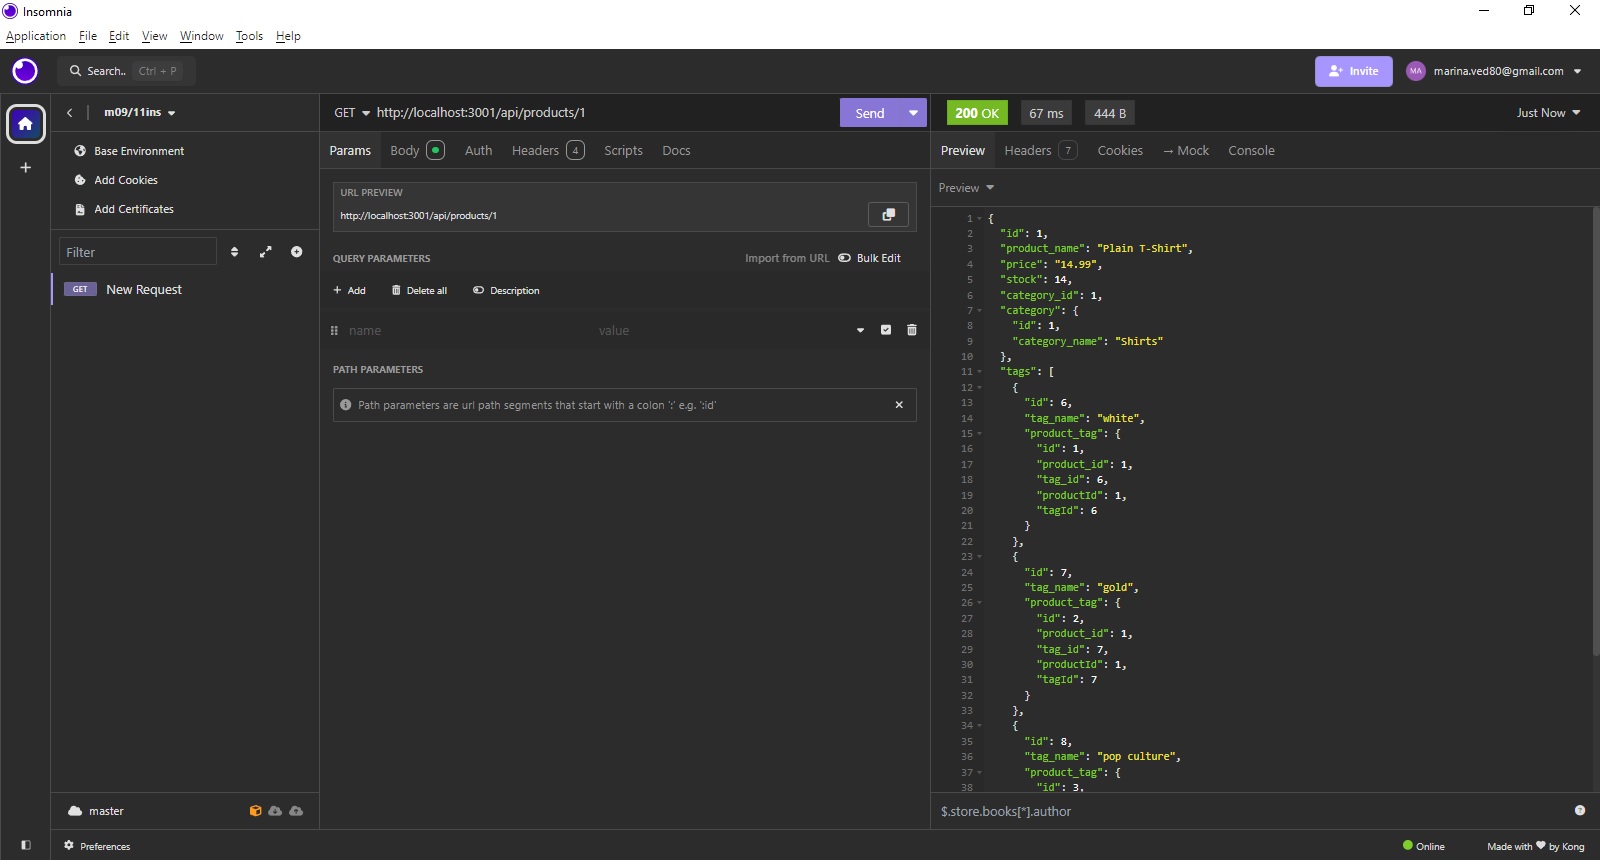 Insomnia
Application File Edit View Window Tools Help
Search.. Ctrl + P
Invite
MA marina.ved80@gmail.com
m09/11ins
Base Environment
Add Cookies
Add Certificates
Filter
GET New Request
master
Preferences
GET http://localhost:3001/api/products/1
Send
Params Body Auth Headers 4 Scripts Docs
URL PREVIEW
http://localhost:3001/api/products/1
QUERY PARAMETERS Import from URL Bulk Edit
+ Add Delete all Description
name value
PATH PARAMETERS
Path parameters are url path segments that start with a colon ':' e.g. ':id'
200 OK 67 ms 444 B Just Now
Preview Headers 7 Cookies → Mock Console
Preview
1 {
2 "id": 1,
3 "product_name": "Plain T-Shirt",
4 "price": "14.99",
5 "stock": 14,
6 "category_id": 1,
7 "category": {
8 "id": 1,
9 "category_name": "Shirts"
10 },
11 "tags": [
12 {
13 "id": 6,
14 "tag_name": "white",
15 "product_tag": {
16 "id": 1,
17 "product_id": 1,
18 "tag_id": 6,
19 "productId": 1,
20 "tagId": 6
21 }
22 },
23 {
24 "id": 7,
25 "tag_name": "gold",
26 "product_tag": {
27 "id": 2,
28 "product_id": 1,
29 "tag_id": 7,
30 "productId": 1,
31 "tagId": 7
32 }
33 },
34 {
35 "id": 8,
36 "tag_name": "pop culture",
37 "product_tag": {
38 "id": 3,
$.store.books[*].author
Online Made with ♥ by Kong